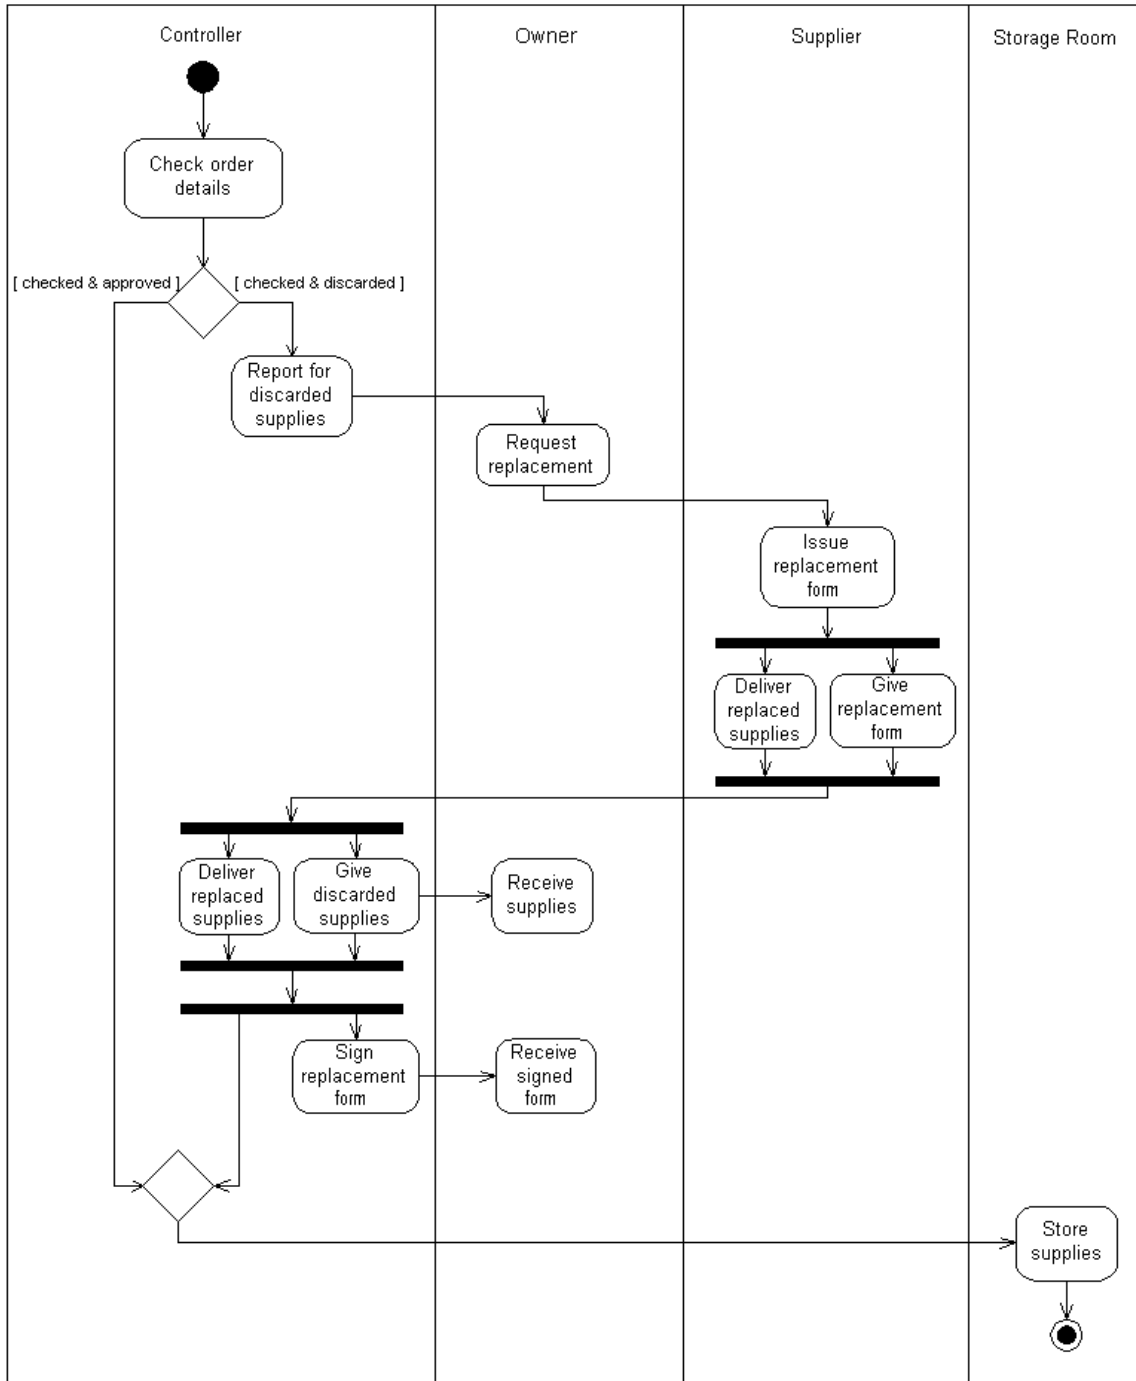 Controller
Owner
Supplier
Storage Room
Check order
details
[ checked & approved ]
[ checked & discarded ]
Report for
discarded
supplies
Request
replacement
Issue
replacement
form
Deliver
replaced
supplies
Give
replacement
form
Deliver
replaced
supplies
Give
discarded
supplies
Receive
supplies
Sign
replacement
form
Receive
signed
form
Store
supplies